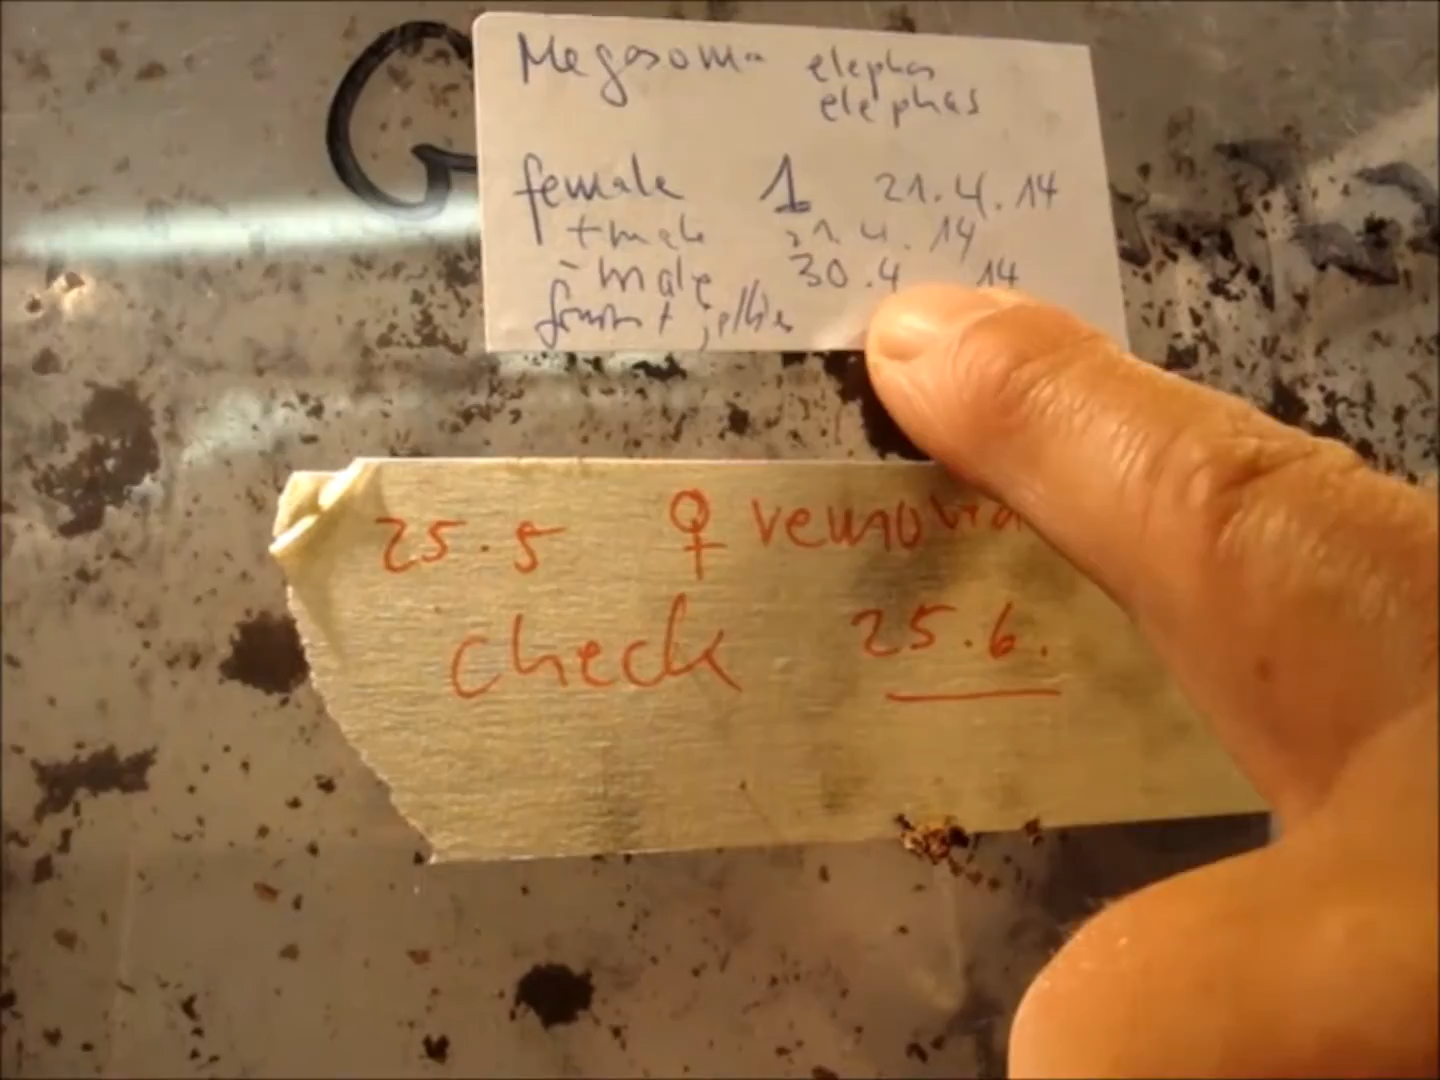 G
Megasoma elephas
elephas
female 1 21.4.14
+ male 21.4.14
- male 30.4 14
jellies
25.5 ♀ removed
check 25.6.